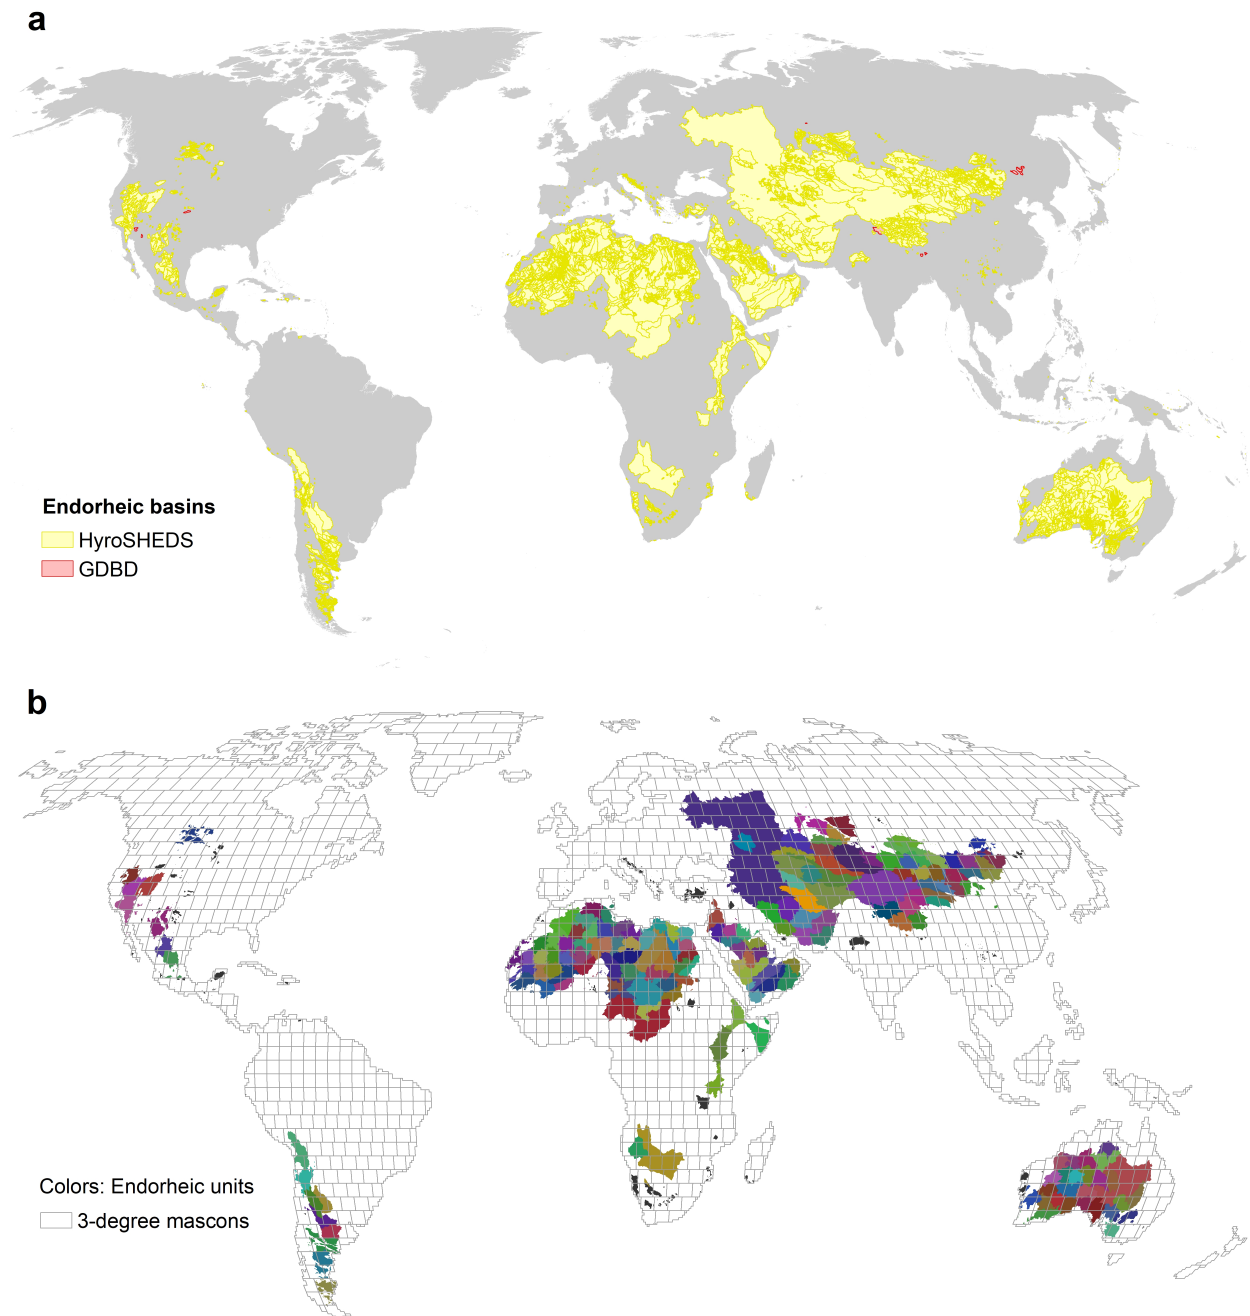 a
Endorheic basins
HyroSHEDS
GDBD
b
Colors: Endorheic units
3-degree mascons